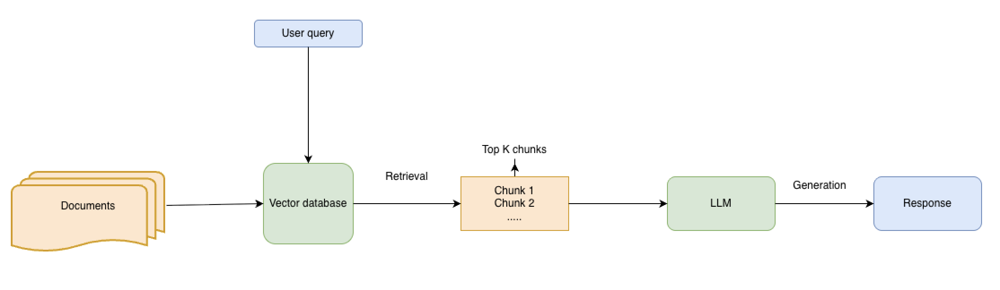 User query
Top K chunks
Retrieval
Chunk 1
Generation
Documents
Vector database
Chunk 2
LLM
Response
.....